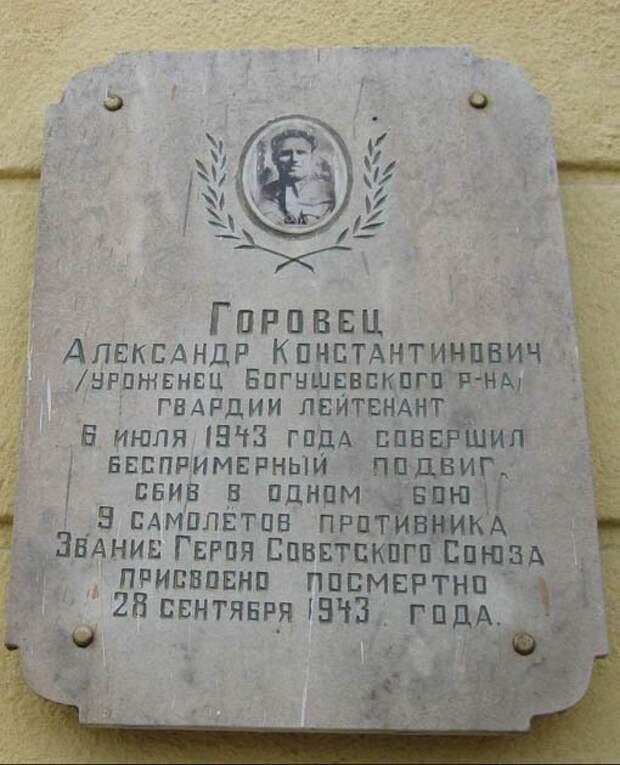 Горовец
Александр Константинович
/уроженец Богушевского р-на/
гвардии лейтенант
6 июля 1943 года совершил
беспримерный подвиг,
сбив в одном бою
9 самолётов противника
Звание Героя Советского Союза
присвоено посмертно
28 сентября 1943 года.